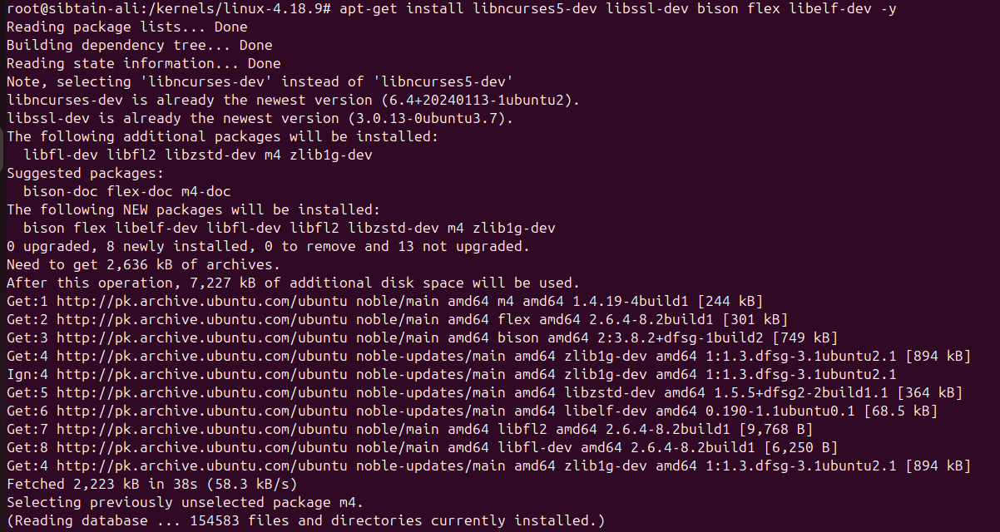 root@sibtain-ali:/kernels/linux-4.18.9# apt-get install libncurses5-dev libssl-dev bison flex libelf-dev -y
Reading package lists... Done
Building dependency tree... Done
Reading state information... Done
Note, selecting 'libncurses-dev' instead of 'libncurses5-dev'
libncurses-dev is already the newest version (6.4+20240113-1ubuntu2).
libssl-dev is already the newest version (3.0.13-0ubuntu3.7).
The following additional packages will be installed:
  libfl-dev libfl2 libzstd-dev m4 zlib1g-dev
Suggested packages:
  bison-doc flex-doc m4-doc
The following NEW packages will be installed:
  bison flex libelf-dev libfl-dev libfl2 libzstd-dev m4 zlib1g-dev
0 upgraded, 8 newly installed, 0 to remove and 13 not upgraded.
Need to get 2,636 kB of archives.
After this operation, 7,227 kB of additional disk space will be used.
Get:1 http://pk.archive.ubuntu.com/ubuntu noble/main amd64 m4 amd64 1.4.19-4build1 [244 kB]
Get:2 http://pk.archive.ubuntu.com/ubuntu noble/main amd64 flex amd64 2.6.4-8.2build1 [301 kB]
Get:3 http://pk.archive.ubuntu.com/ubuntu noble/main amd64 bison amd64 2:3.8.2+dfsg-1build2 [749 kB]
Get:4 http://pk.archive.ubuntu.com/ubuntu noble-updates/main amd64 zlib1g-dev amd64 1:1.3.dfsg-3.1ubuntu2.1 [894 kB]
Ign:4 http://pk.archive.ubuntu.com/ubuntu noble-updates/main amd64 zlib1g-dev amd64 1:1.3.dfsg-3.1ubuntu2.1
Get:5 http://pk.archive.ubuntu.com/ubuntu noble-updates/main amd64 libzstd-dev amd64 1.5.5+dfsg2-2build1.1 [364 kB]
Get:6 http://pk.archive.ubuntu.com/ubuntu noble-updates/main amd64 libelf-dev amd64 0.190-1.1ubuntu0.1 [68.5 kB]
Get:7 http://pk.archive.ubuntu.com/ubuntu noble/main amd64 libfl2 amd64 2.6.4-8.2build1 [9,768 B]
Get:8 http://pk.archive.ubuntu.com/ubuntu noble/main amd64 libfl-dev amd64 2.6.4-8.2build1 [6,250 B]
Get:4 http://pk.archive.ubuntu.com/ubuntu noble-updates/main amd64 zlib1g-dev amd64 1:1.3.dfsg-3.1ubuntu2.1 [894 kB]
Fetched 2,223 kB in 38s (58.3 kB/s)
Selecting previously unselected package m4.
(Reading database ... 154583 files and directories currently installed.)